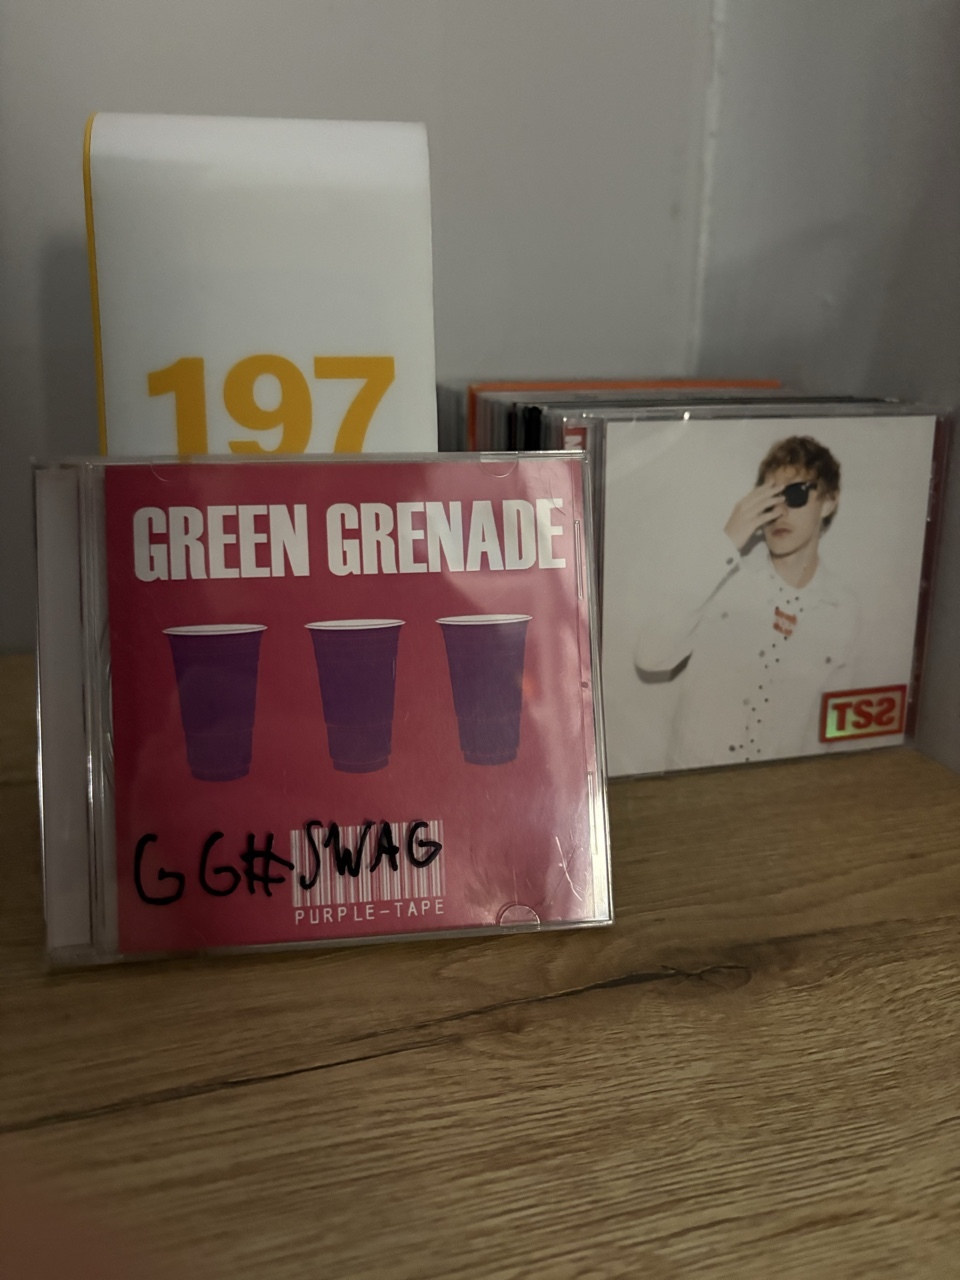 197
GREEN GRENADE
GG#SWAG
PURPLE-TAPE
TSS